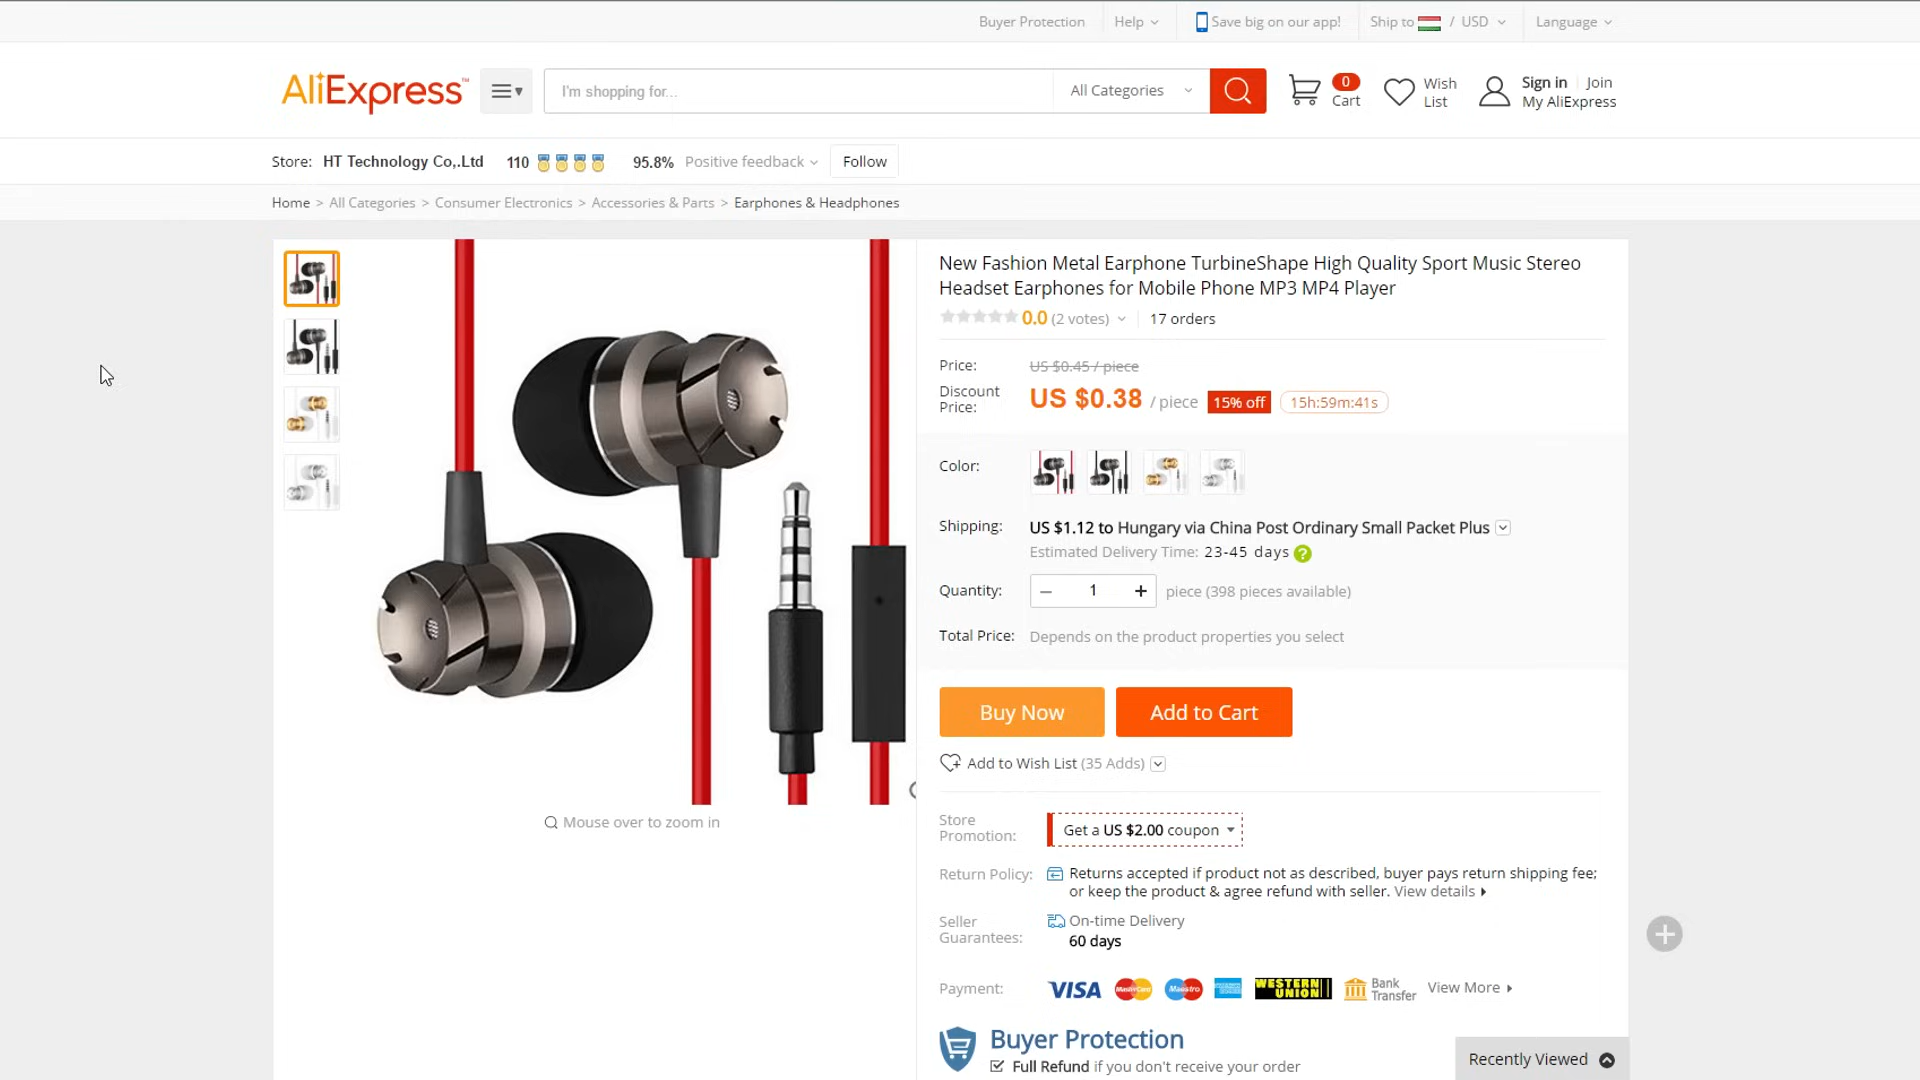 Buyer Protection
Help
Save big on our app!
Ship to / USD
Language
AliExpress™
I'm shopping for...
All Categories
0
Cart
Wish
List
Sign in
Join
My AliExpress
Store: HT Technology Co,.Ltd
110
95.8% Positive feedback
Follow
Home > All Categories > Consumer Electronics > Accessories & Parts > Earphones & Headphones
New Fashion Metal Earphone TurbineShape High Quality Sport Music Stereo
Headset Earphones for Mobile Phone MP3 MP4 Player
0.0 (2 votes)
17 orders
Price: US $0.45 / piece
Discount
Price:
US $0.38 / piece
15% off
15h:59m:41s
Color:
Shipping: US $1.12 to Hungary via China Post Ordinary Small Packet Plus
Estimated Delivery Time: 23-45 days ?
Quantity: – 1 + piece (398 pieces available)
Total Price: Depends on the product properties you select
Buy Now
Add to Cart
Add to Wish List (35 Adds)
Mouse over to zoom in
Store
Promotion:
Get a US $2.00 coupon
Return Policy: Returns accepted if product not as described, buyer pays return shipping fee;
or keep the product & agree refund with seller. View details
Seller
Guarantees:
On-time Delivery
60 days
Payment:
VISA
MasterCard
Maestro
WESTERN
UNION
Bank
Transfer
View More
Buyer Protection
Full Refund if you don't receive your order
Recently Viewed